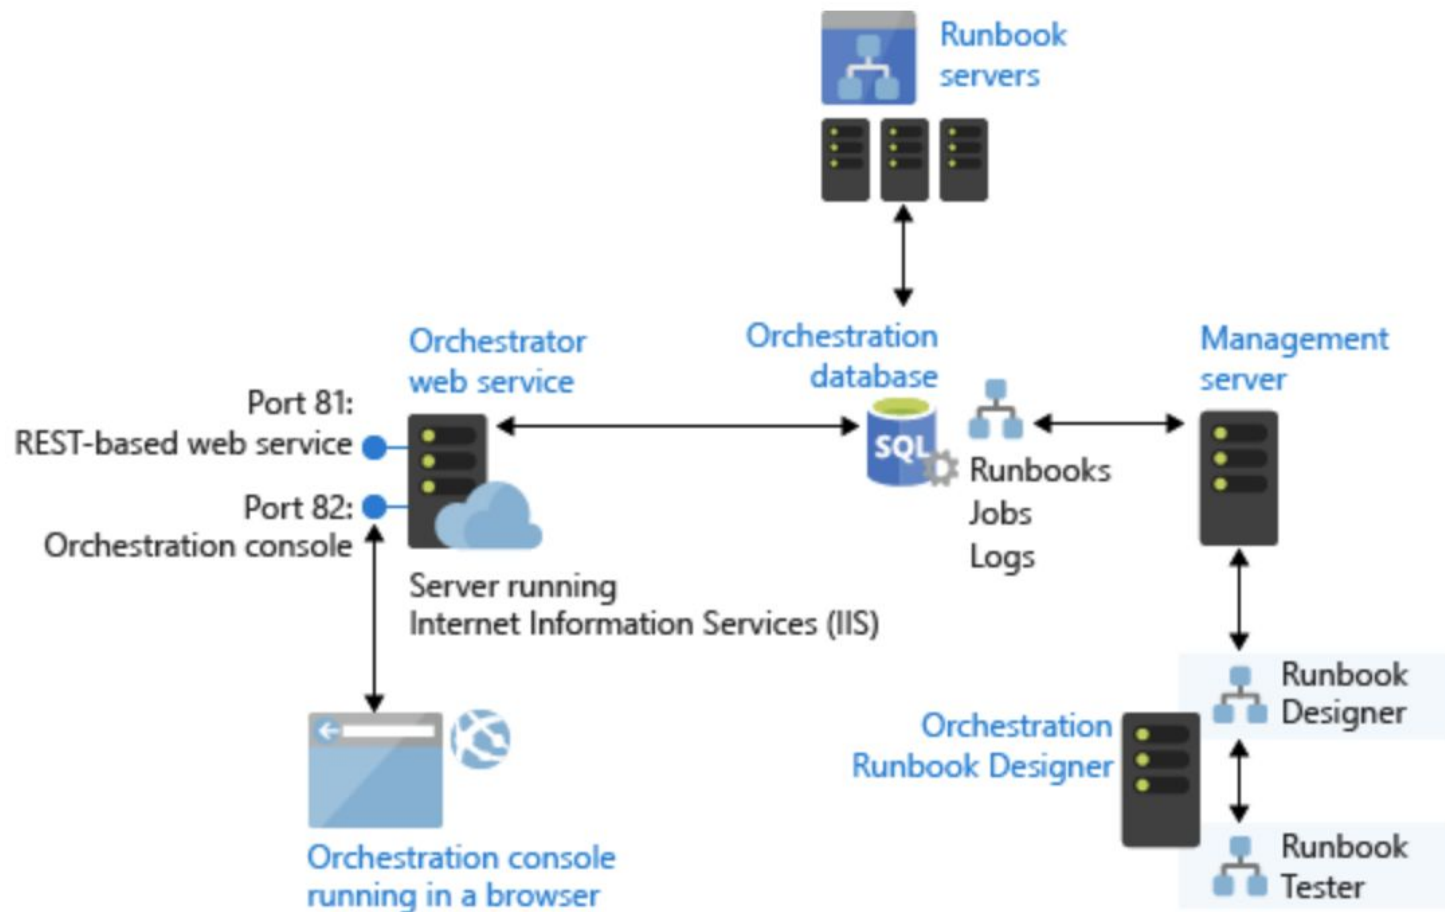 Runbook
servers
Orchestrator
web service
Orchestration
database
Management
server
Port 81:
REST-based web service
Port 82:
Orchestration console
SQL
Runbooks
Jobs
Logs
Server running
Internet Information Services (IIS)
Runbook
Designer
Orchestration
Runbook Designer
Runbook
Tester
Orchestration console
running in a browser